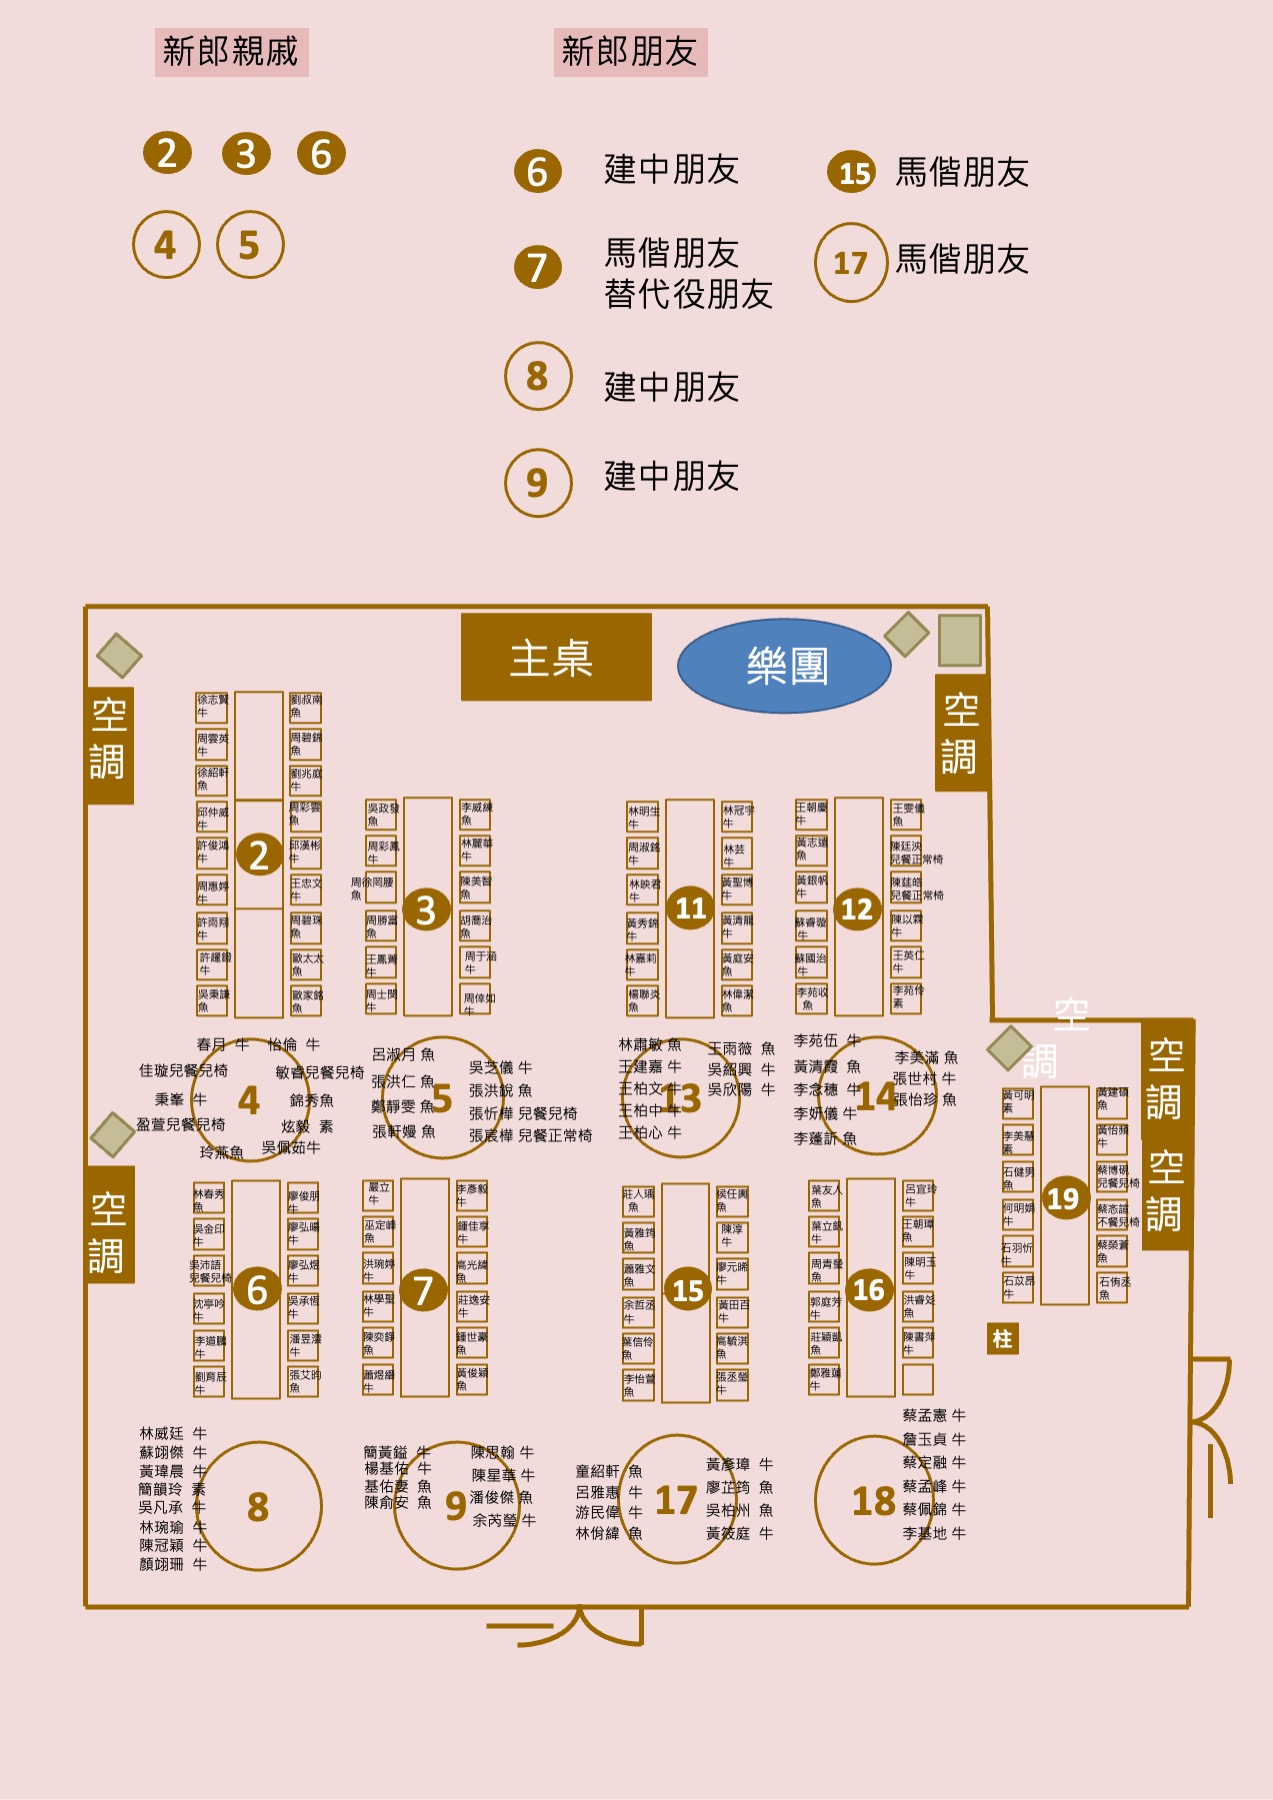 新郎親戚
新郎朋友
2
3
6
4
5
6
建中朋友
7
馬偕朋友
替代役朋友
8
建中朋友
9
建中朋友
15
馬偕朋友
17
馬偕朋友
主桌
樂團
空
調
空
調
空
調
空
調
空
調
空
調
徐志賢
牛
周雲英
牛
徐紹軒
魚
邱仲威
牛
許俊鴻
牛
周惠婷
牛
許雨翔
牛
牛
吳秉謙
魚
2
劉叔南
魚
周碧錦
魚
劉兆庭
牛
周彩雲
魚
邱漢彬
牛
王忠文
牛
周碧珠
魚
歐太太
魚
歐家銘
魚
吳政發
魚
周彩鳳
牛
魚
周勝富
魚
王鳳菁
牛
周士閔
牛
3
李威練
魚
林麗華
牛
陳美智
魚
胡喬治
魚
周于涵
牛
周倖如
牛
林明生
牛
周淑銘
牛
林映君
牛
黃秀錦
魚
林嘉莉
牛
楊聯炎
魚
11
林冠宇
牛
林芸
牛
黃聖博
牛
黃清龍
牛
黃庭安
魚
林偉潔
魚
王朝慶
牛
黃志遠
魚
黃銀帆
牛
蘇睿璇
牛
蘇國治
牛
李苑收
魚
12
王雯儀
魚
陳廷泱
兒餐正常椅
陳莛皓
兒餐正常椅
陳以霖
牛
王英仁
牛
李苑伶
素
春月 牛
怡倫 牛
佳璇兒餐兒椅
敏睿兒餐兒椅
秉峯 牛
錦秀魚
盈萱兒餐兒椅
炫毅 素
玲燕魚
吳佩茹牛
4
呂淑月 魚
張洪仁 魚
鄭靜雯 魚
張軒嫚 魚
5
吳芝儀 牛
張洪銳 魚
張忻樺 兒餐兒椅
張宸樺 兒餐正常椅
林肅敏 魚
王建嘉 牛
王柏文 牛
王柏中 牛
王柏心 牛
13
王雨薇 魚
吳紹興 牛
吳欣陽 牛
李苑伍 牛
黃清霞 魚
李念穗 牛
李妍儀 牛
李蓬訢 魚
14
李美滿 魚
張世村 牛
張怡珍 魚
黃可明
素
李美慧
素
石健男
魚
何明娟
牛
石羽忻
牛
石苡昂
牛
19
黃建碩
魚
黃怡蘋
牛
蔡博硯
兒餐兒椅
不餐兒椅
蔡榮蒼
魚
石侑丞
魚
柱
林春秀
魚
吳金印
牛
吳沛語
兒餐兒椅
沈亭吟
牛
李道鵬
牛
劉育辰
牛
6
廖俊朋
牛
廖弘暘
牛
廖弘煜
牛
吳承恆
牛
潘昱澐
牛
張艾昀
魚
嚴立
牛
巫定峰
魚
洪琬婷
牛
林學聖
牛
陳奕錚
魚
蕭煜縉
牛
7
李彥毅
牛
鍾佳享
牛
高光緯
魚
莊逸安
牛
鍾世豪
魚
黃俊穎
魚
莊人瑀
魚
黃雅筠
魚
蕭雅文
魚
余哲丞
牛
葉信伶
魚
李怡萱
魚
15
侯任輿
魚
陳淳
牛
廖元晞
牛
黃田百
牛
高毓淇
魚
張丞瑩
牛
葉友人
魚
葉立釩
牛
周青瑩
魚
郭庭芳
牛
莊穎凱
魚
鄭雅蓮
牛
16
呂宜玲
牛
王朝璋
魚
陳明玉
牛
洪睿彣
魚
陳書萍
牛
林威廷 牛
蘇翊傑 牛
黃瑋晨 牛
簡韻玲 素
吳凡承 牛
林琬瑜 牛
陳冠穎 牛
顏翊珊 牛
8
簡黃鎰 牛
楊基佑 牛
基佑妻 魚
陳俞安 魚
9
陳思翰 牛
陳星華 牛
潘俊傑 魚
余芮瑩 牛
童紹軒 魚
呂雅惠 牛
游民偉 牛
林佾緯 魚
17
黃彥璋 牛
廖芷筠 魚
吳柏州 魚
黃筱庭 牛
18
蔡孟憲 牛
詹玉貞 牛
蔡定融 牛
蔡孟峰 牛
蔡佩錦 牛
李基地 牛